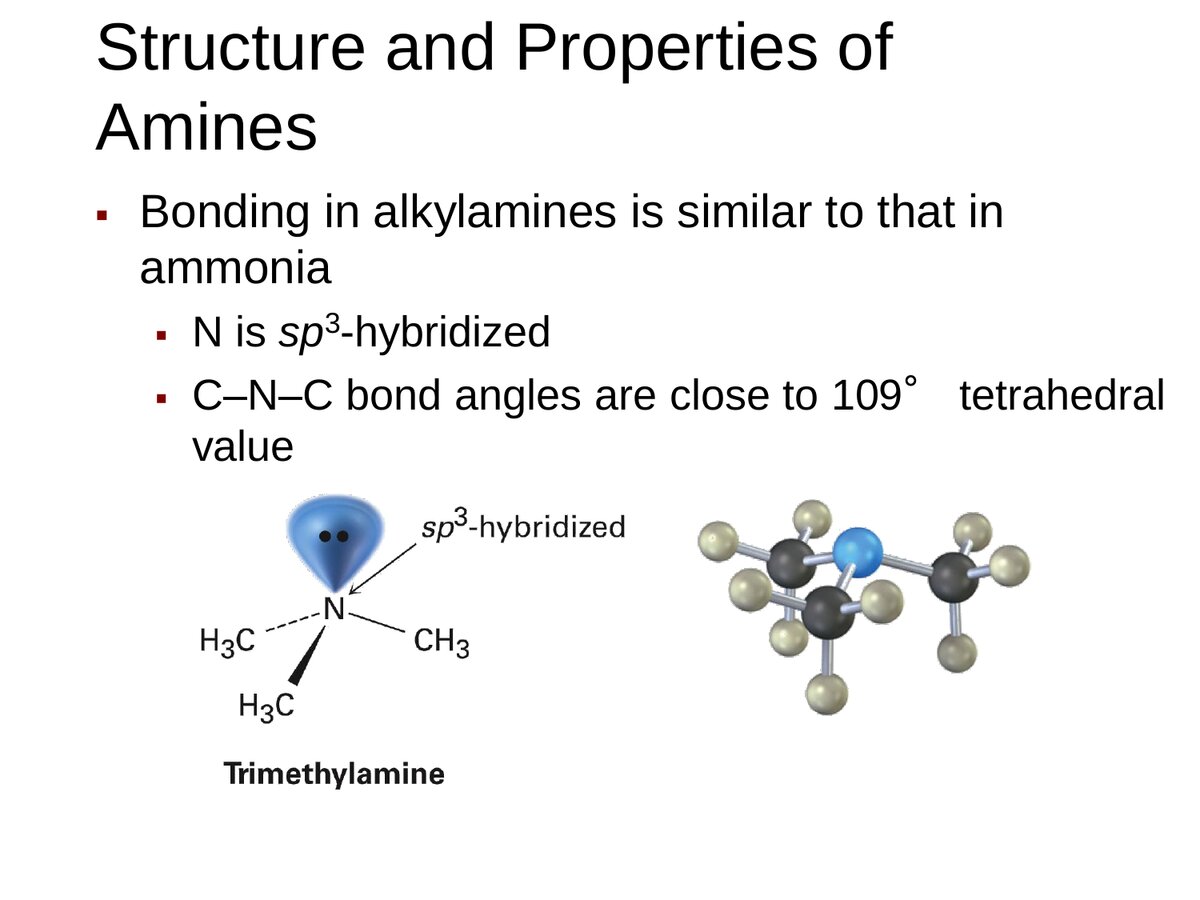 Structure and Properties of
Amines
▪ Bonding in alkylamines is similar to that in
ammonia
▪ N is sp³-hybridized
▪ C–N–C bond angles are close to 109° tetrahedral
value
sp³-hybridized
N
H₃C
CH₃
H₃C
Trimethylamine